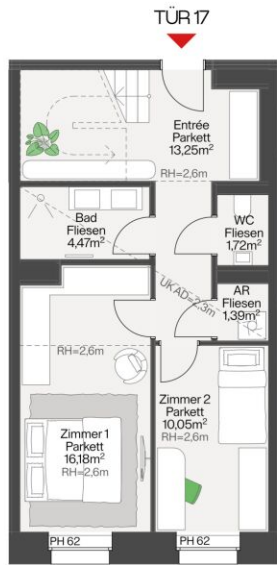 TÜR 17
Entrée
Parkett
13,25m²
RH=2,6m
Bad
Fliesen
4,47m²
WC
Fliesen
1,72m²
UKAD=2,3m
AR
Fliesen
1,39m²
RH=2,6m
Zimmer 1
Parkett
16,18m²
RH=2,6m
Zimmer 2
Parkett
10,05m²
RH=2,6m
PH 62
PH 62